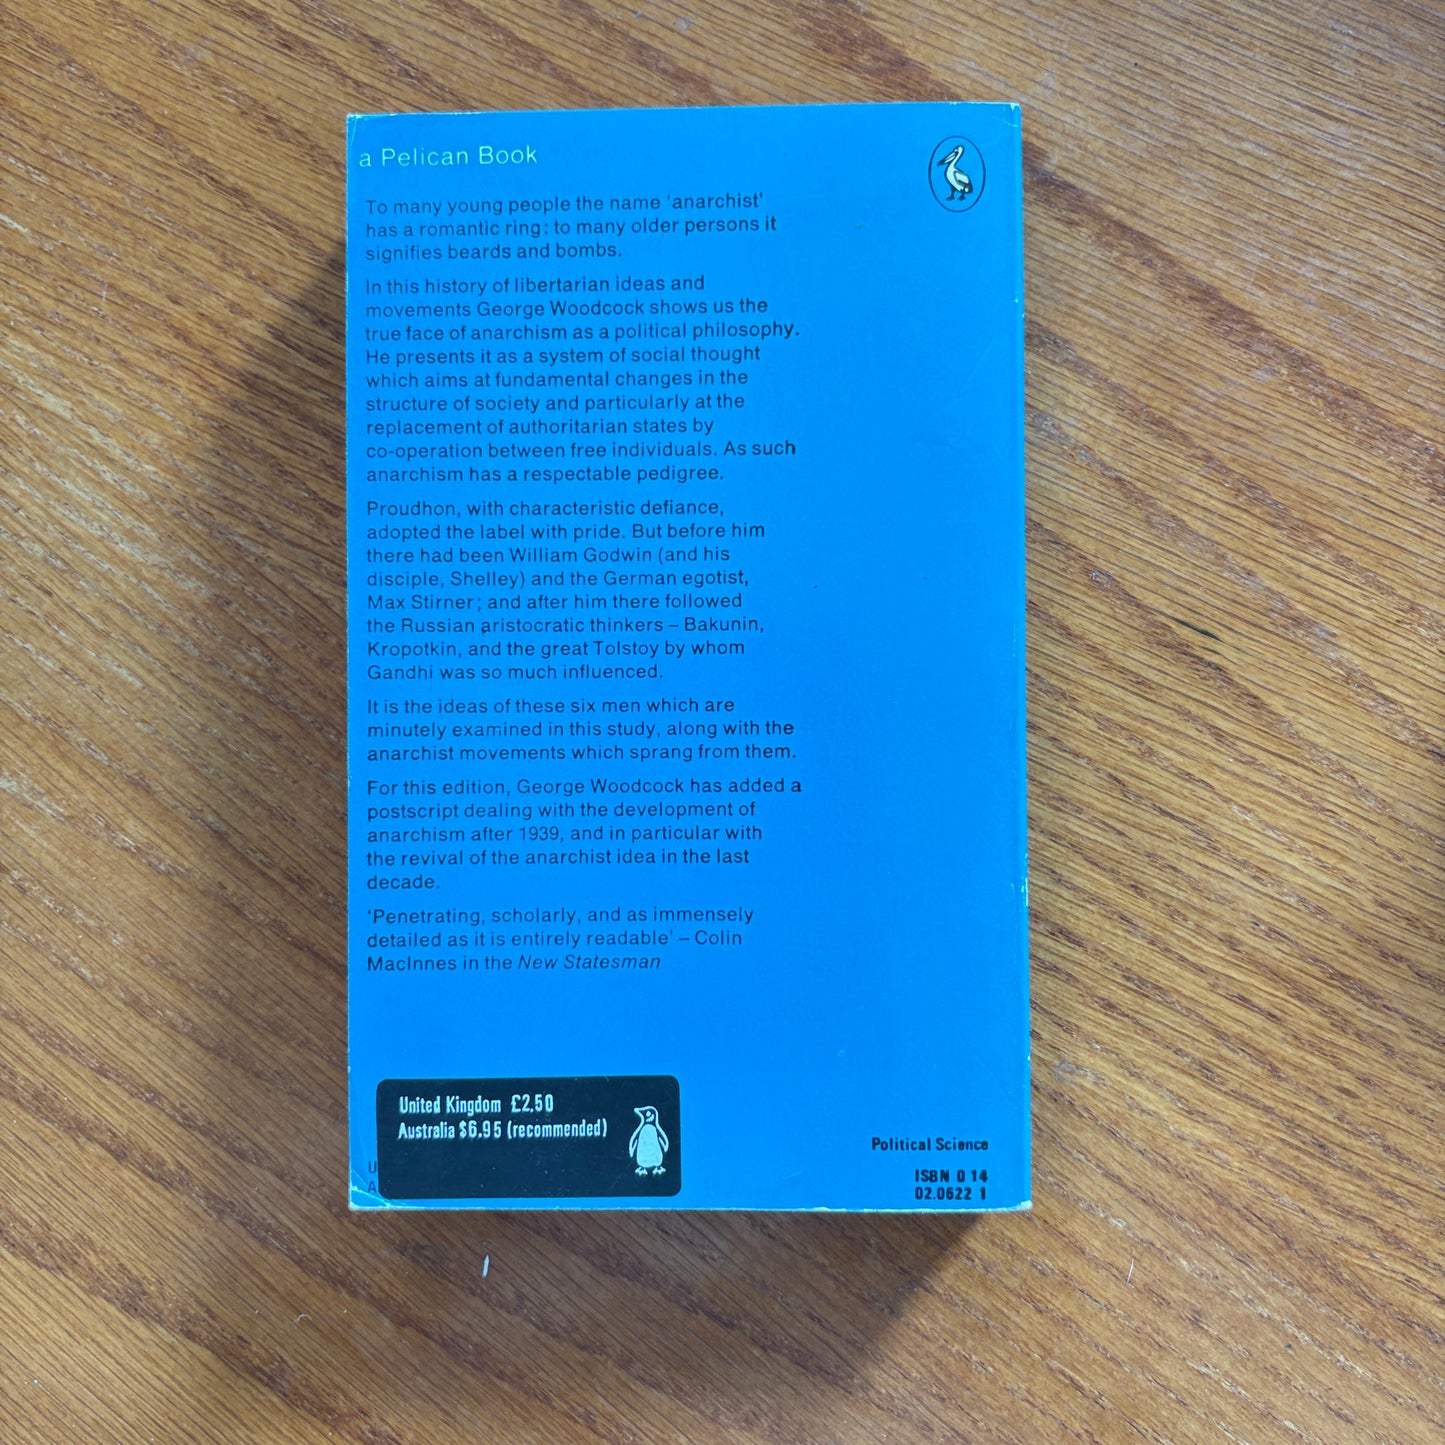 a Pelican Book
To many young people the name 'anarchist'
has a romantic ring: to many older persons it
signifies beards and bombs.
In this history of libertarian ideas and
movements George Woodcock shows us the
true face of anarchism as a political philosophy.
He presents it as a system of social thought
which aims at fundamental changes in the
structure of society and particularly at the
replacement of authoritarian states by
co-operation between free individuals. As such
anarchism has a respectable pedigree.
Proudhon, with characteristic defiance,
adopted the label with pride. But before him
there had been William Godwin (and his
disciple, Shelley) and the German egotist,
Max Stirner; and after him there followed
the Russian aristocratic thinkers – Bakunin,
Kropotkin, and the great Tolstoy by whom
Gandhi was so much influenced.
It is the ideas of these six men which are
minutely examined in this study, along with the
anarchist movements which sprang from them.
For this edition, George Woodcock has added a
postscript dealing with the development of
anarchism after 1939, and in particular with
the revival of the anarchist idea in the last
decade.
'Penetrating, scholarly, and as immensely
detailed as it is entirely readable' – Colin
MacInnes in the New Statesman
United Kingdom £2.50
Australia $6.95 (recommended)
U
A
Political Science
ISBN 0 14
02.0622 1